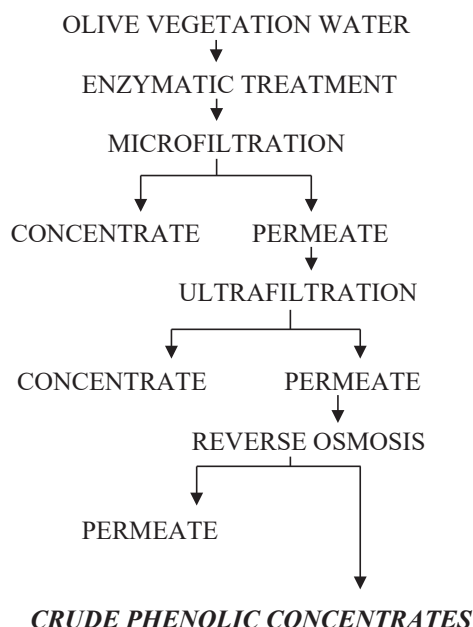 OLIVE VEGETATION WATER
ENZYMATIC TREATMENT
MICROFILTRATION
CONCENTRATE PERMEATE
ULTRAFILTRATION
CONCENTRATE PERMEATE
REVERSE OSMOSIS
PERMEATE
CRUDE PHENOLIC CONCENTRATES